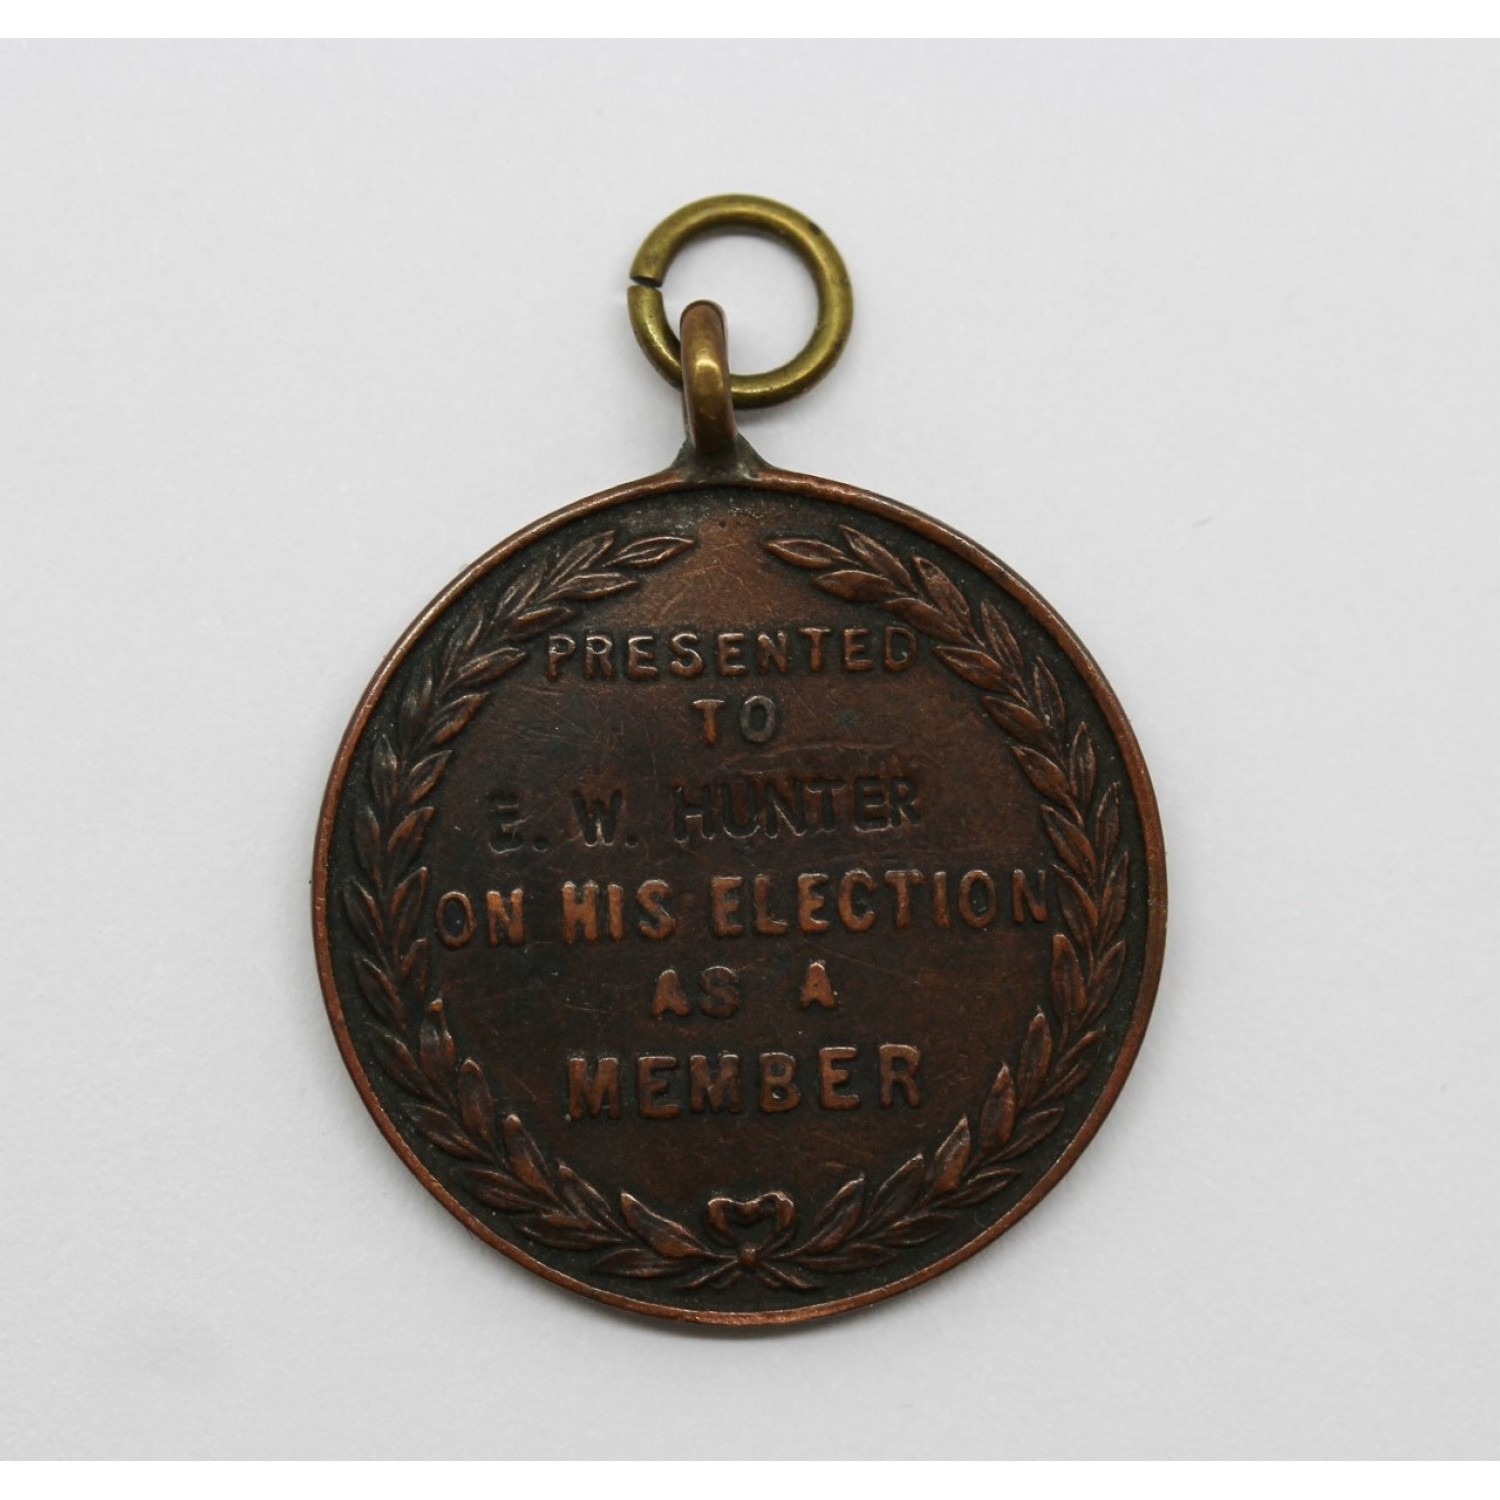 PRESENTED
TO
E. W. HUNTER
ON HIS ELECTION
AS A
MEMBER